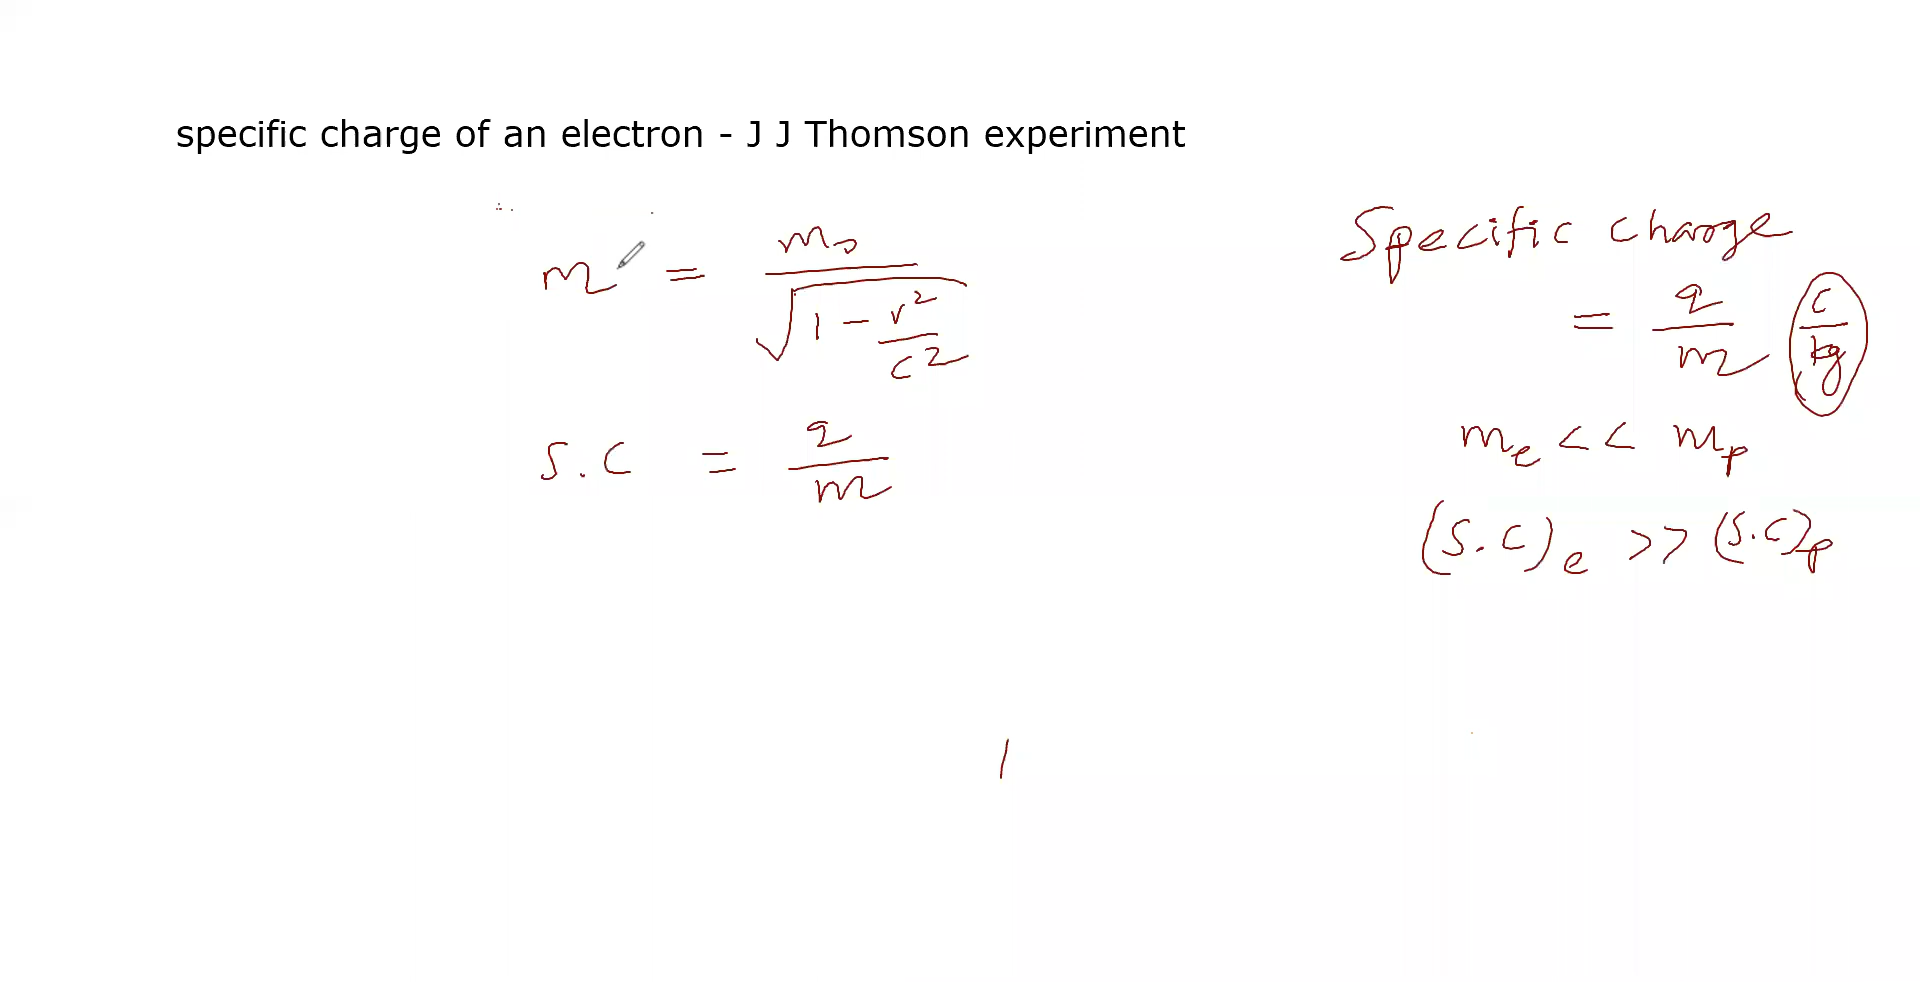 specific charge of an electron - J J Thomson experiment
m = m₀ / √(1 - v²/c²)
S.C = q/m
Specific charge
= q/m (C/kg)
mₑ << mₚ
(S.C)ₑ >> (S.C)ₚ